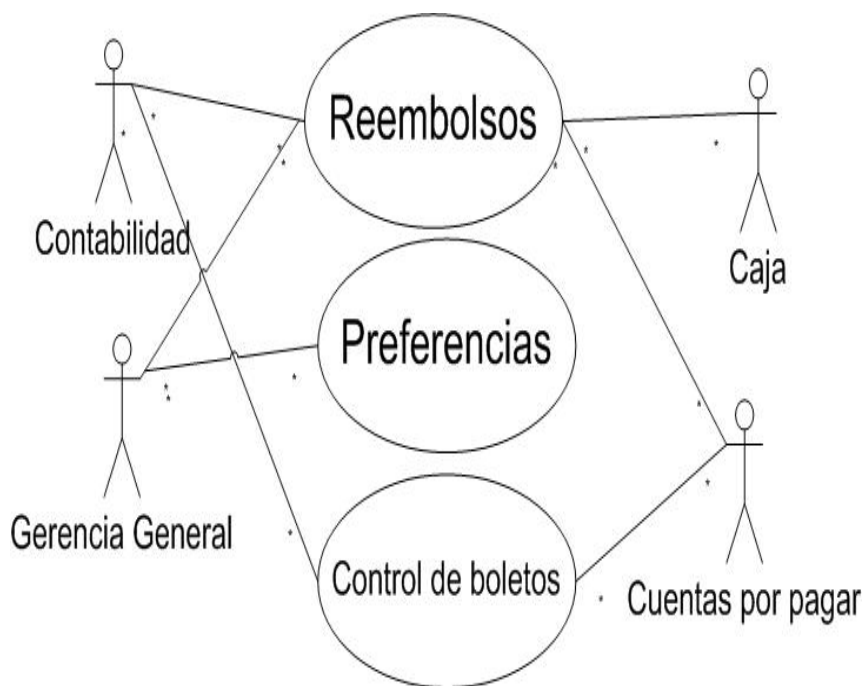 Reembolsos
Contabilidad
Caja
Preferencias
Gerencia General
Control de boletos
Cuentas por pagar